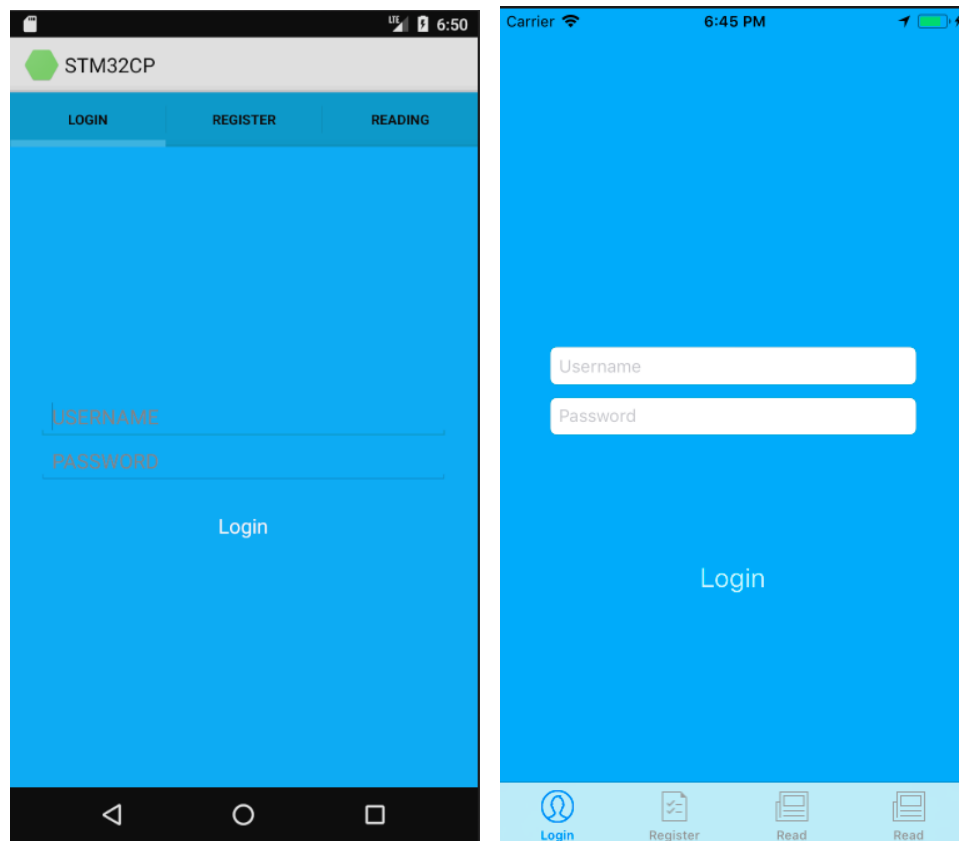 LTE 6:50
STM32CP
LOGIN REGISTER READING
USERNAME
PASSWORD
Login
Carrier 6:45 PM
Username
Password
Login
Login Register Read Read